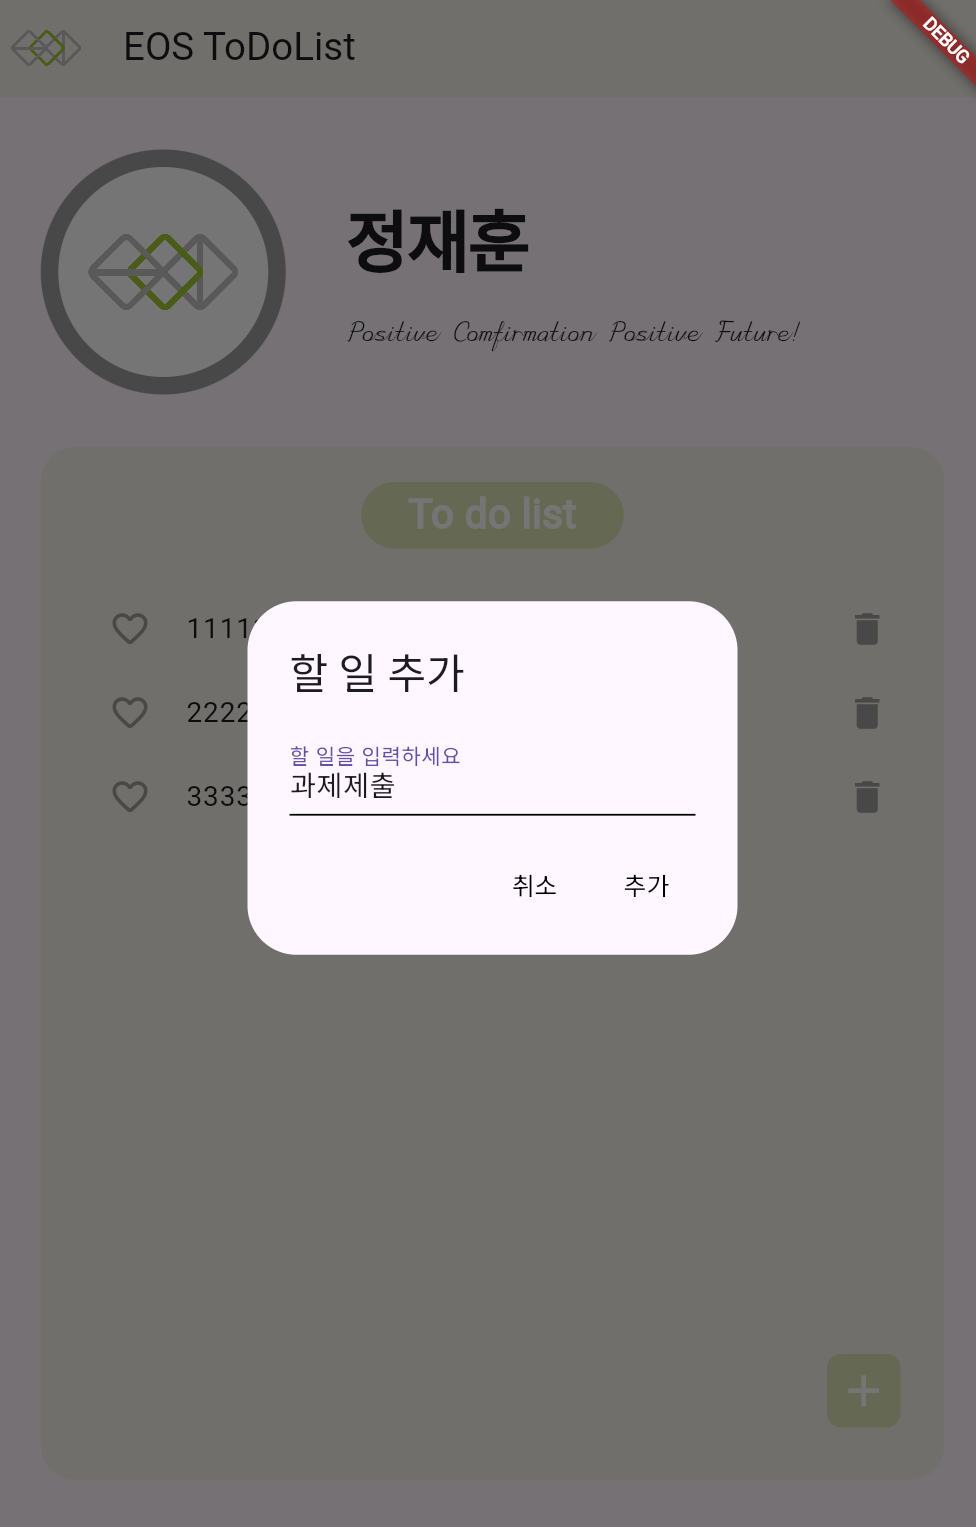 EOS ToDoList
DEBUG
정재훈
Positive Comfirmation Positive Future!
To do list
1111
2222
3333
할 일 추가
할 일을 입력하세요
과제제출
취소 추가